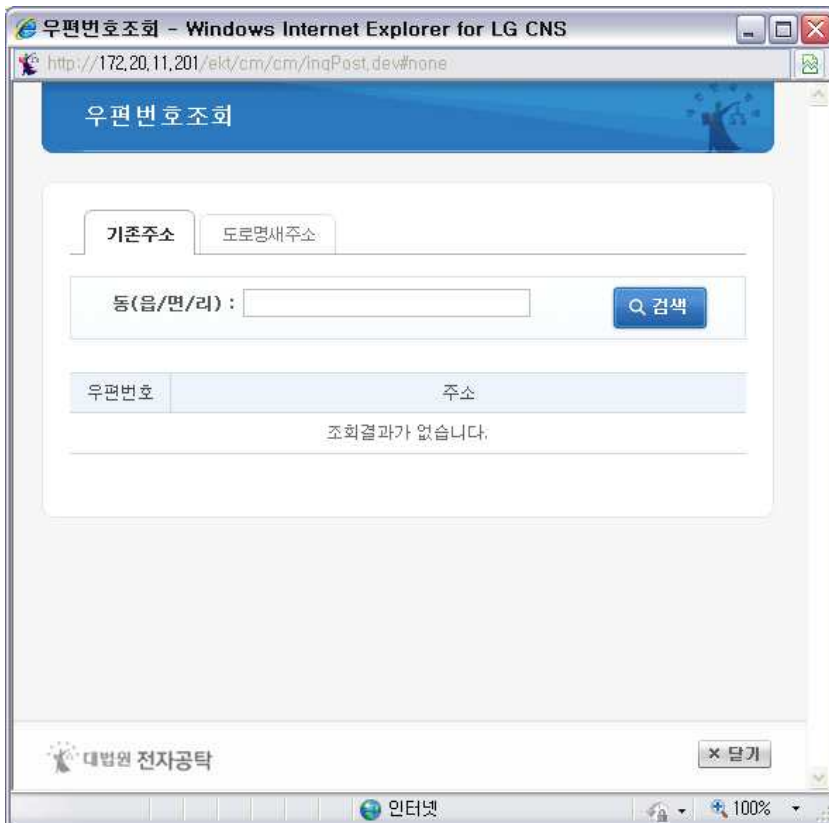 우편번호조회 - Windows Internet Explorer for LG CNS
http://172.20.11.201/ekt/cm/cm/inqPost.dev#none
우편번호조회
기존주소 도로명새주소
동(읍/면/리) : 검색
우편번호 주소
조회결과가 없습니다.
대법원 전자공탁 × 닫기
인터넷 100%